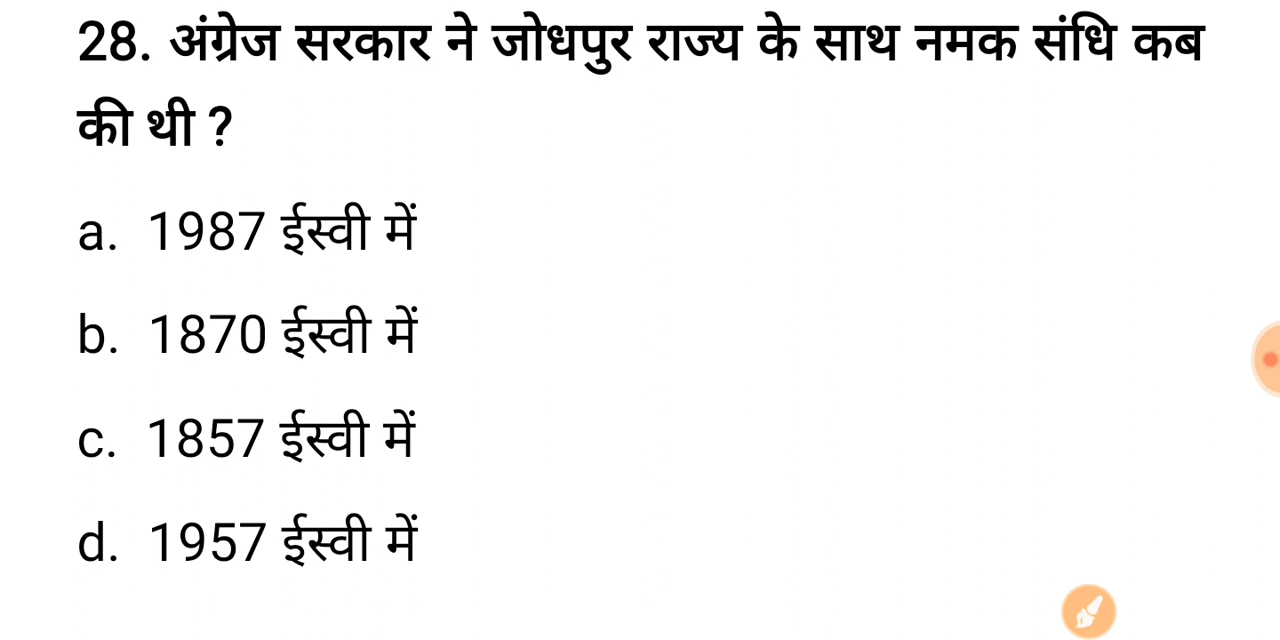 28. अंग्रेज सरकार ने जोधपुर राज्य के साथ नमक संधि कब
की थी ?
a. 1987 ईस्वी में
b. 1870 ईस्वी में
c. 1857 ईस्वी में
d. 1957 ईस्वी में